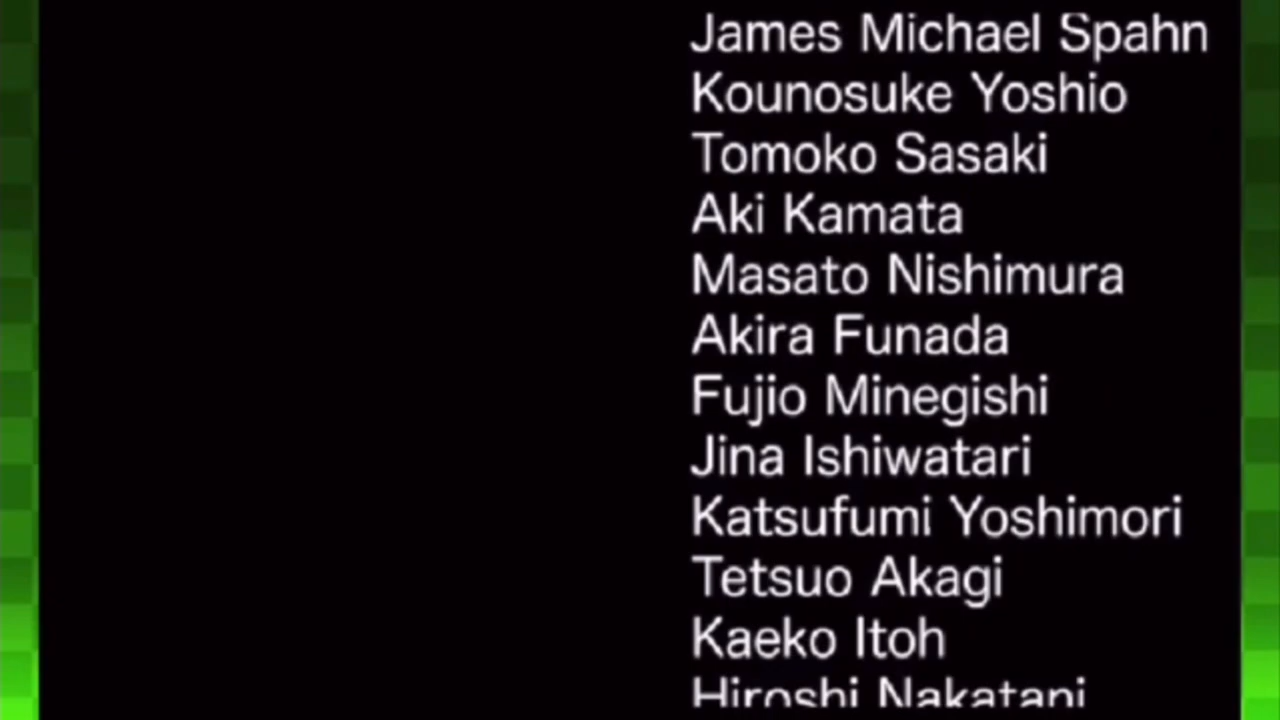 James Michael Spahn
Kounosuke Yoshio
Tomoko Sasaki
Aki Kamata
Masato Nishimura
Akira Funada
Fujio Minegishi
Jina Ishiwatari
Katsufumi Yoshimori
Tetsuo Akagi
Kaeko Itoh
Hiroshi Nakatani